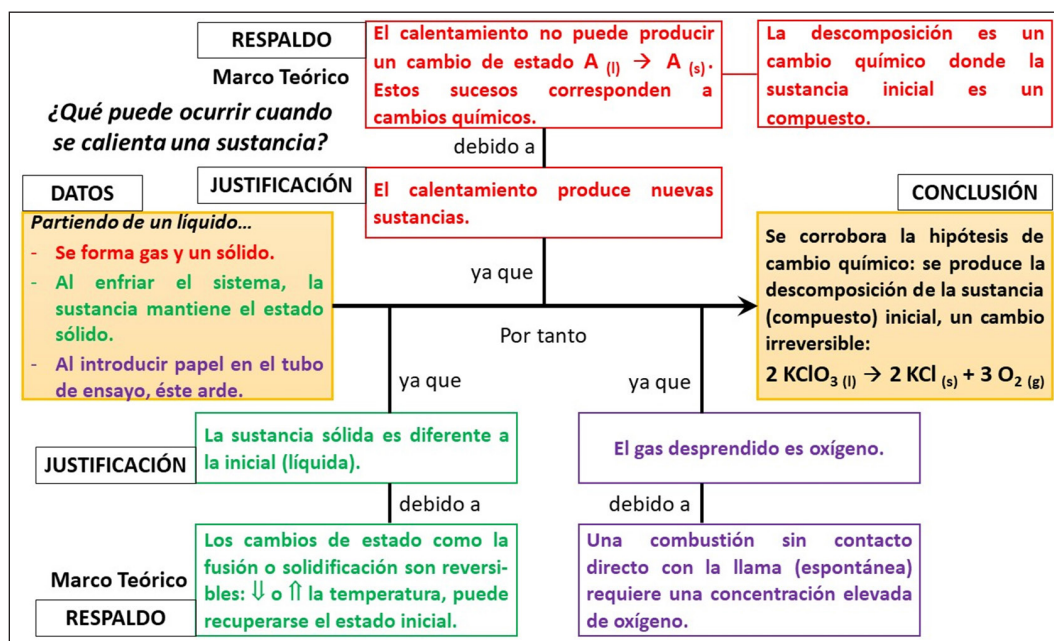 RESPALDO
Marco Teórico
El calentamiento no puede producir
un cambio de estado A (l) → A (s).
Estos sucesos corresponden a
cambios químicos.
La descomposición es un
cambio químico donde la
sustancia inicial es un
compuesto.
¿Qué puede ocurrir cuando
se calienta una sustancia?
debido a
JUSTIFICACIÓN
El calentamiento produce nuevas
sustancias.
DATOS
Partiendo de un líquido…
- Se forma gas y un sólido.
- Al enfriar el sistema, la
sustancia mantiene el estado
sólido.
- Al introducir papel en el tubo
de ensayo, éste arde.
ya que
Por tanto
CONCLUSIÓN
Se corrobora la hipótesis de
cambio químico: se produce la
descomposición de la sustancia
(compuesto) inicial, un cambio
irreversible:
2 KClO3 (l) → 2 KCl (s) + 3 O2 (g)
ya que
ya que
JUSTIFICACIÓN
La sustancia sólida es diferente a
la inicial (líquida).
El gas desprendido es oxígeno.
debido a
debido a
Marco Teórico
RESPALDO
Los cambios de estado como la
fusión o solidificación son reversi-
bles: ⇓ o ⇑ la temperatura, puede
recuperarse el estado inicial.
Una combustión sin contacto
directo con la llama (espontánea)
requiere una concentración elevada
de oxígeno.